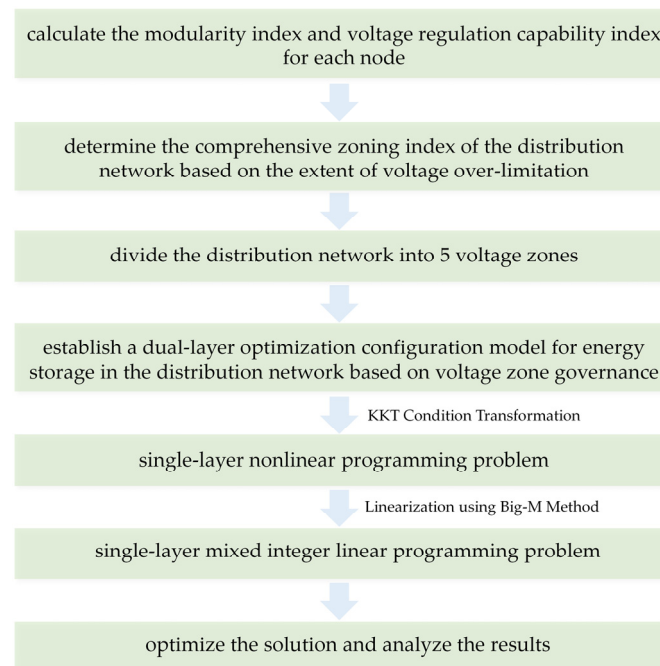 calculate the modularity index and voltage regulation capability index
for each node
determine the comprehensive zoning index of the distribution
network based on the extent of voltage over-limitation
divide the distribution network into 5 voltage zones
establish a dual-layer optimization configuration model for energy
storage in the distribution network based on voltage zone governance
KKT Condition Transformation
single-layer nonlinear programming problem
Linearization using Big-M Method
single-layer mixed integer linear programming problem
optimize the solution and analyze the results